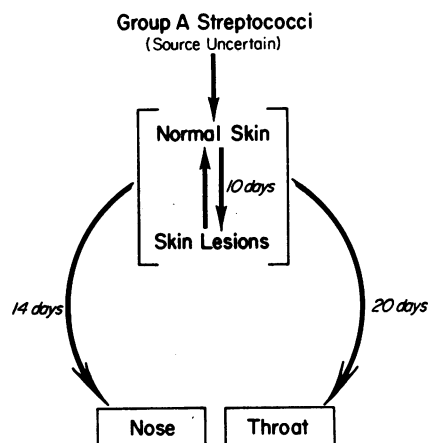 Group A Streptococci
(Source Uncertain)
Normal Skin
10 days
Skin Lesions
14 days
20 days
Nose
Throat